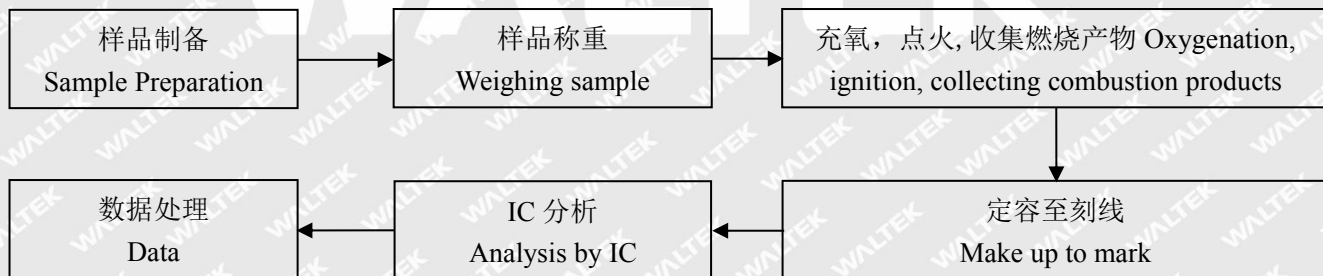 样品制备
Sample Preparation
样品称重
Weighing sample
充氧，点火, 收集燃烧产物 Oxygenation,
ignition, collecting combustion products
定容至刻线
Make up to mark
IC 分析
Analysis by IC
数据处理
Data